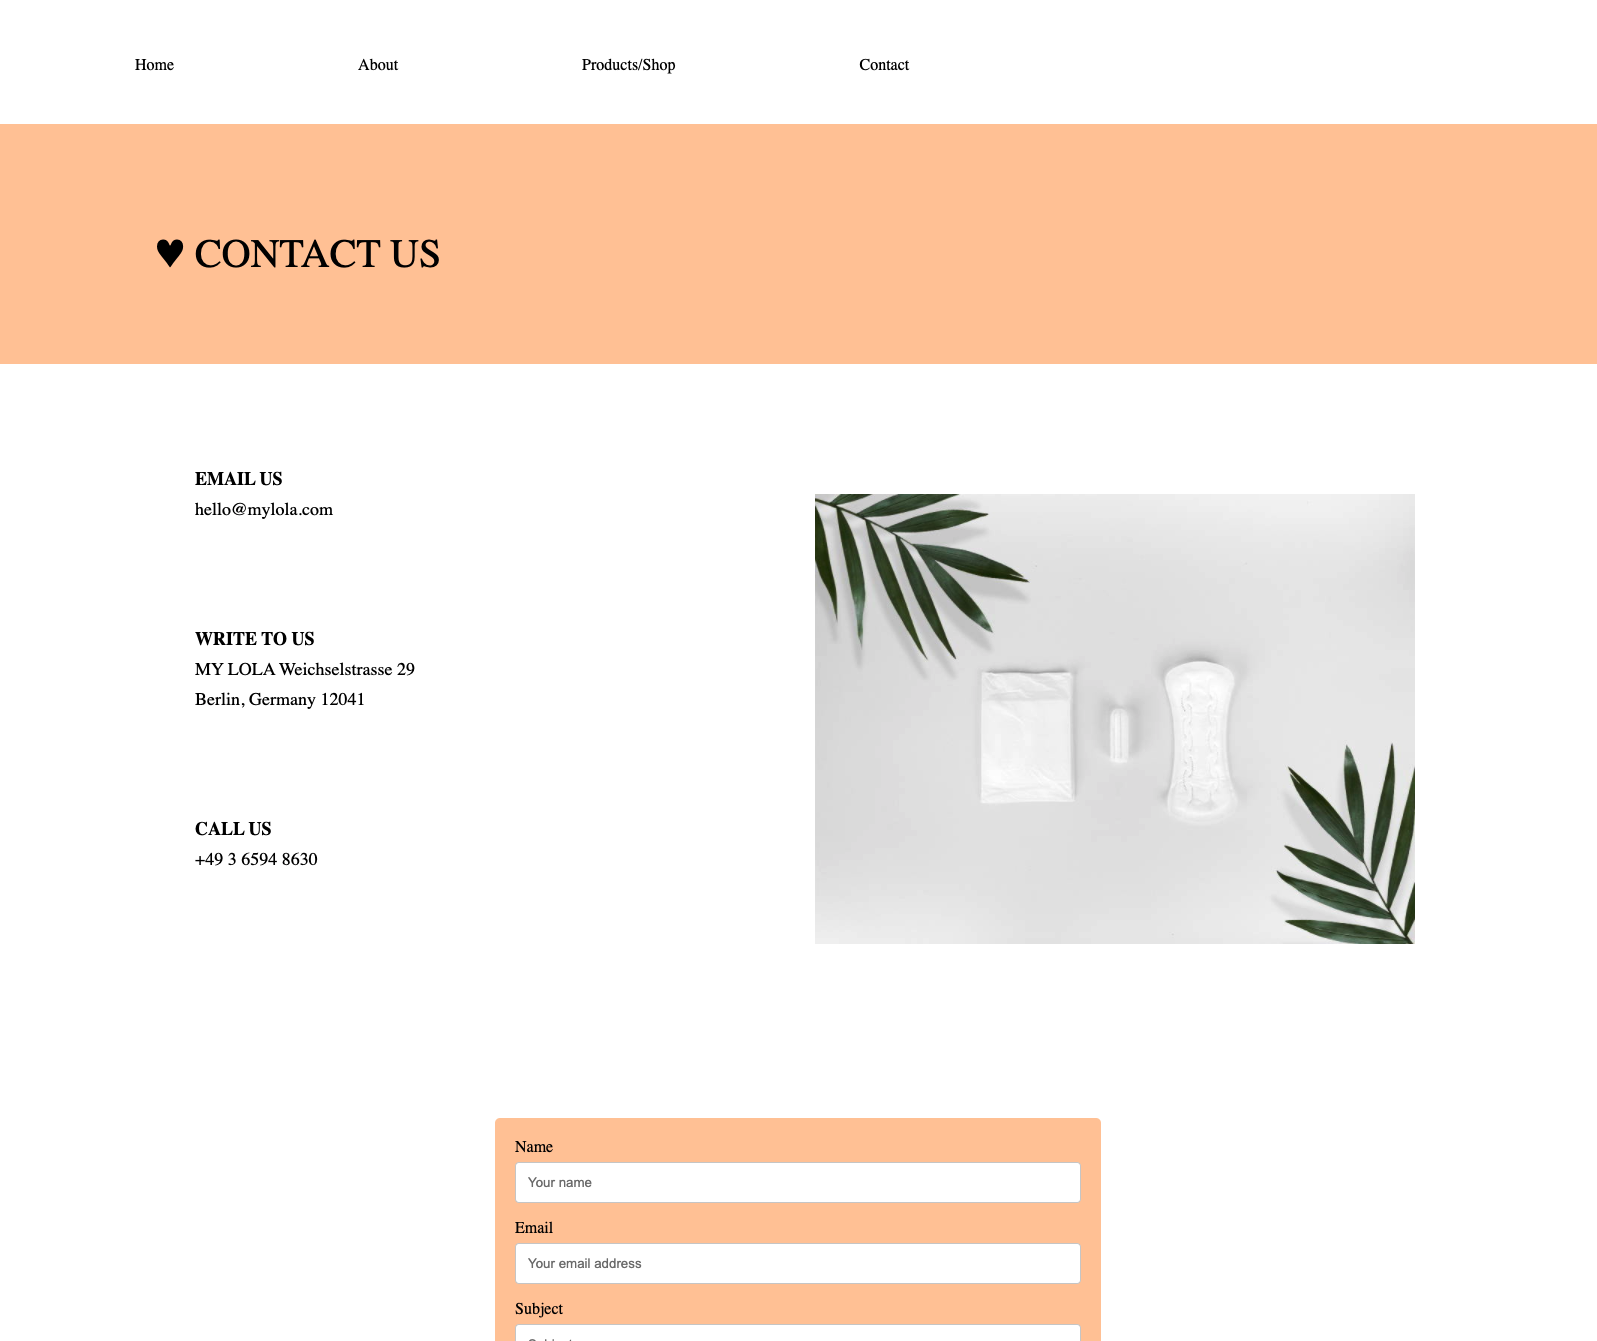 Home About Products/Shop Contact
♥ CONTACT US
EMAIL US
hello@mylola.com
WRITE TO US
MY LOLA Weichselstrasse 29
Berlin, Germany 12041
CALL US
+49 3 6594 8630
Name
Your name
Email
Your email address
Subject